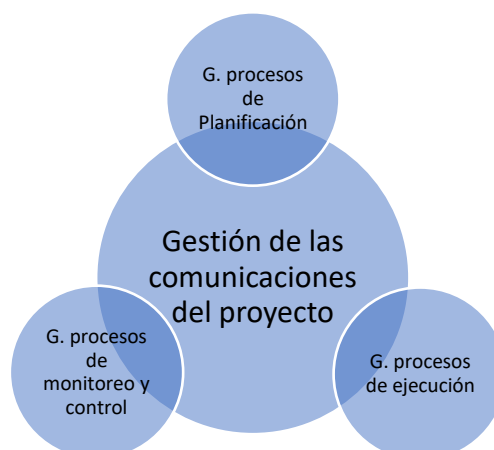 G. procesos
de
Planificación
Gestión de las
comunicaciones
del proyecto
G. procesos
de
monitoreo y
control
G. procesos
de ejecución